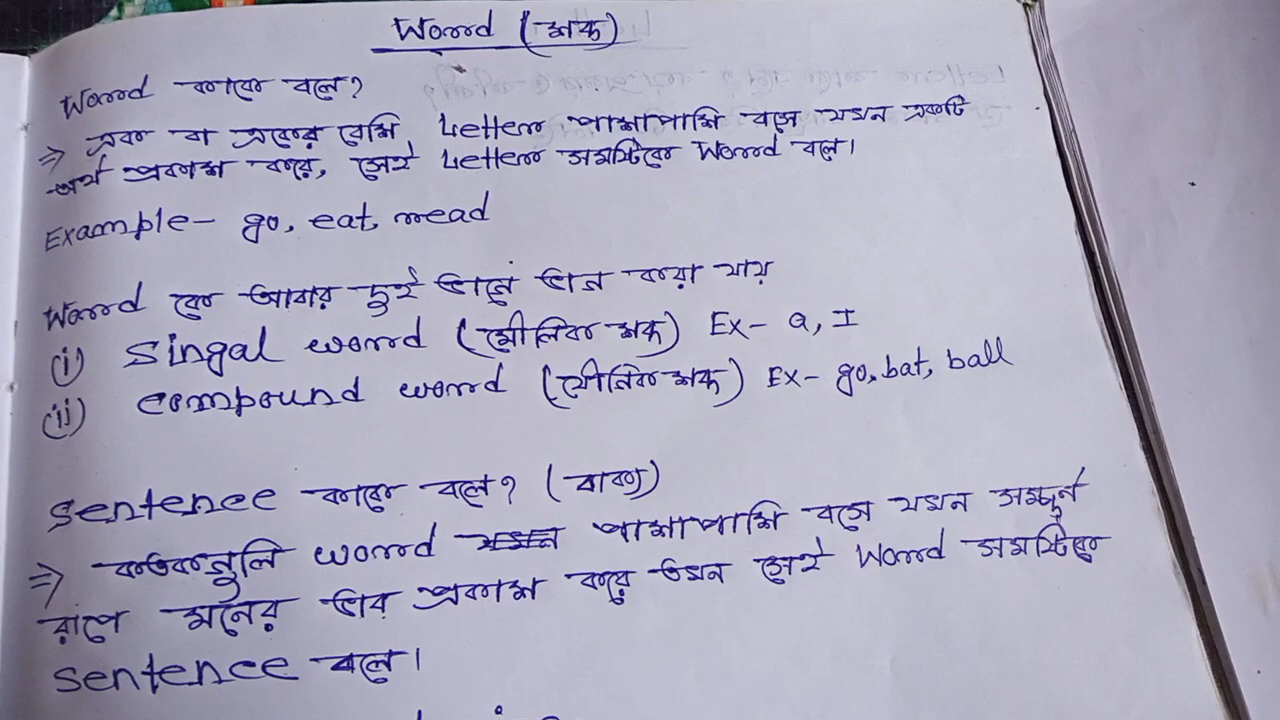 Word (শব্দ)
Word কাকে বলে?
⇒ এক বা একের বেশি Letter পাশাপাশি বসে যখন একটি
অর্থ প্রকাশ করে, সেই Letter সমষ্টিকে Word বলে।
Example- go, eat, read
Word কে আবার দুই ভাগে ভাগ করা যায়
(i) Singal word (মৌলিক শব্দ) Ex- a, I
(ii) compound word (যৌগিক শব্দ) Ex- go, bat, ball
Sentence কাকে বলে? (বাক্য)
⇒ কতকগুলি word যখন পাশাপাশি বসে যখন সম্পূর্ন
রূপে মনের ভাব প্রকাশ করে তখন সেই Word সমষ্টিকে
Sentence বলে।